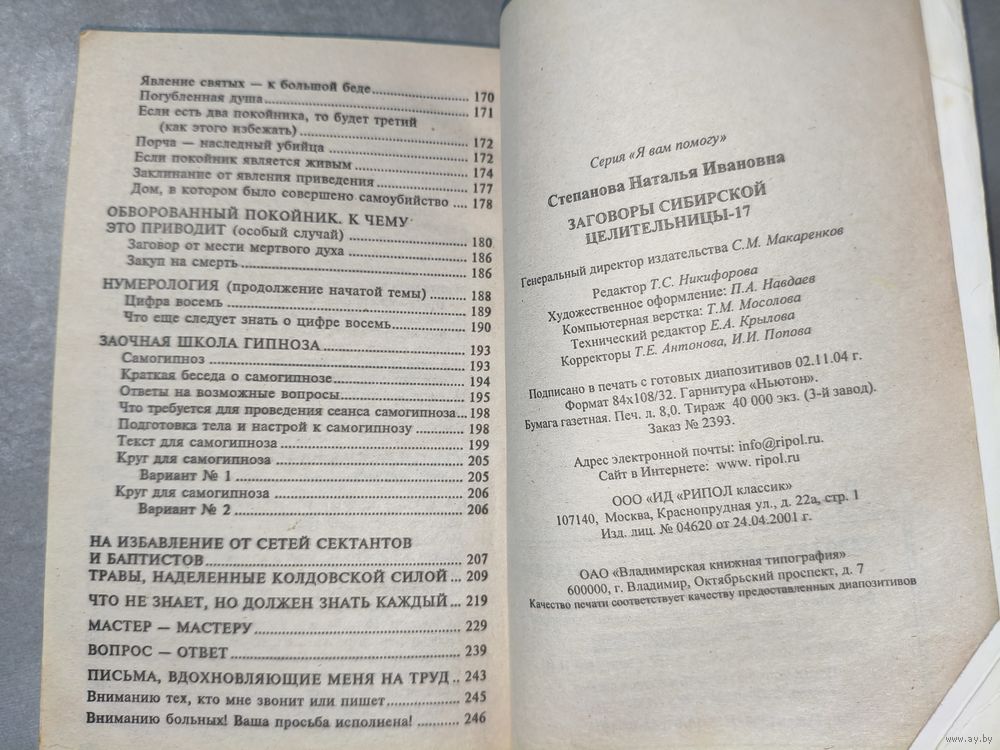 Явление святых — к большой беде 170
Погубленная душа 171
Если есть два покойника, то будет третий
(как этого избежать) 172
Порча — наследный убийца 172
Если покойник является живым 174
Заклинание от явления приведения 177
Дом, в котором было совершено самоубийство .... 178
ОБВОРОВАННЫЙ ПОКОЙНИК. К ЧЕМУ
ЭТО ПРИВОДИТ (особый случай) 180
Заговор от мести мертвого духа 186
Закуп на смерть 186
НУМЕРОЛОГИЯ (продолжение начатой темы) 188
Цифра восемь 189
Что еще следует знать о цифре восемь 190
ЗАОЧНАЯ ШКОЛА ГИПНОЗА 193
Самогипноз 193
Краткая беседа о самогипнозе 194
Ответы на возможные вопросы 195
Что требуется для проведения сеанса самогипноза... 198
Подготовка тела и настрой к самогипнозу 198
Текст для самогипноза 199
Круг для самогипноза 205
Вариант № 1 205
Круг для самогипноза 206
Вариант № 2 206
НА ИЗБАВЛЕНИЕ ОТ СЕТЕЙ СЕКТАНТОВ
И БАПТИСТОВ 207
ТРАВЫ, НАДЕЛЕННЫЕ КОЛДОВСКОЙ СИЛОЙ ... 209
ЧТО НЕ ЗНАЕТ, НО ДОЛЖЕН ЗНАТЬ КАЖДЫЙ ... 219
МАСТЕР — МАСТЕРУ 229
ВОПРОС — ОТВЕТ 239
ПИСЬМА, ВДОХНОВЛЯЮЩИЕ МЕНЯ НА ТРУД .. 243
Вниманию тех, кто мне звонит или пишет 245
Вниманию больных! Ваша просьба исполнена! 246
Серия «Я вам помогу»
Степанова Наталья Ивановна
ЗАГОВОРЫ СИБИРСКОЙ
ЦЕЛИТЕЛЬНИЦЫ-17
Генеральный директор издательства С.М. Макаренков
Редактор Т.С. Никифорова
Художественное оформление: П.А. Навдаев
Компьютерная верстка: Т.М. Мосолова
Технический редактор Е.А. Крылова
Корректоры Т.Е. Антонова, И.И. Попова
Подписано в печать с готовых диапозитивов 02.11.04 г.
Формат 84х108/32. Гарнитура «Ньютон».
Бумага газетная. Печ. л. 8,0. Тираж 40 000 экз. (3-й завод).
Заказ № 2393.
Адрес электронной почты: info@ripol.ru.
Сайт в Интернете: www. ripol.ru
ООО «ИД «РИПОЛ классик»
107140, Москва, Краснопрудная ул., д. 22а, стр. 1
Изд. лиц. № 04620 от 24.04.2001 г.
ОАО «Владимирская книжная типография»
600000, г. Владимир, Октябрьский проспект, д. 7
Качество печати соответствует качеству предоставленных диапозитивов
www.ay.by